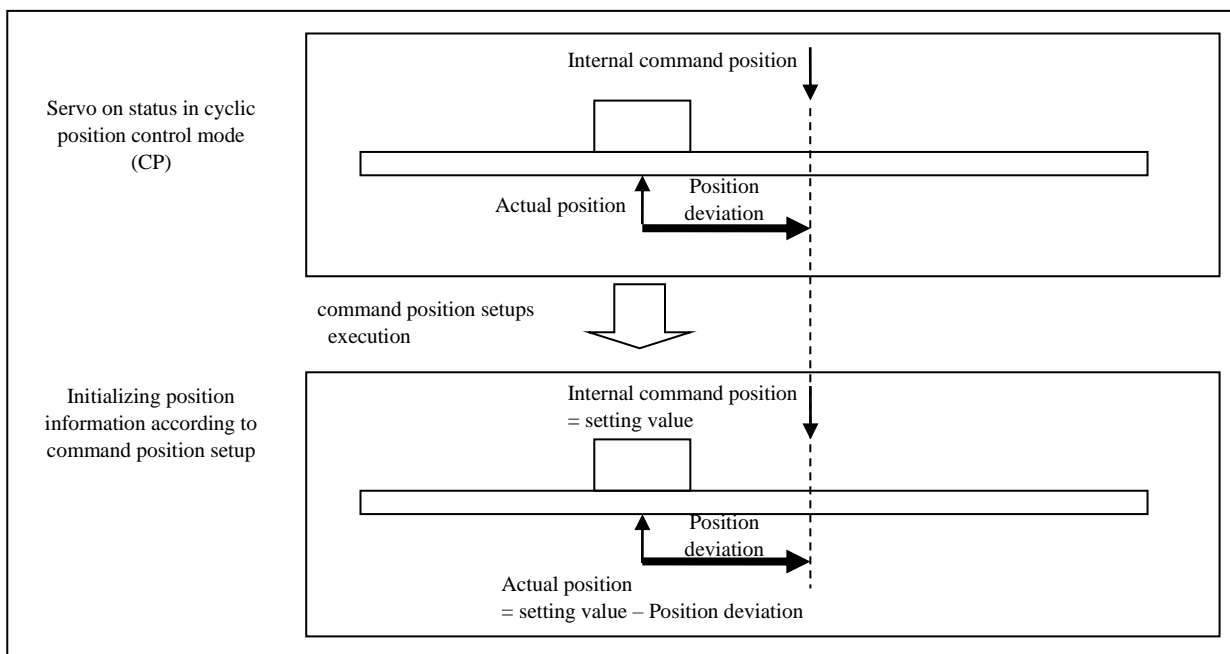 Internal command position
Servo on status in cyclic
position control mode
(CP)
Position
deviation
Actual position
command position setups
execution
Initializing position
information according to
command position setup
Internal command position
= setting value
Position
deviation
Actual position
= setting value – Position deviation